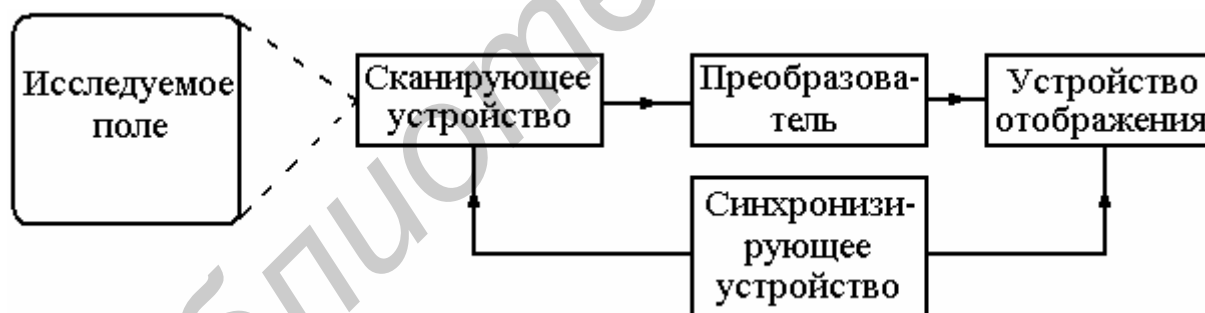 Исследуемое
поле
Сканирующее
устройство
Преобразова-
тель
Устройство
отображения
Синхронизи-
рующее
устройство